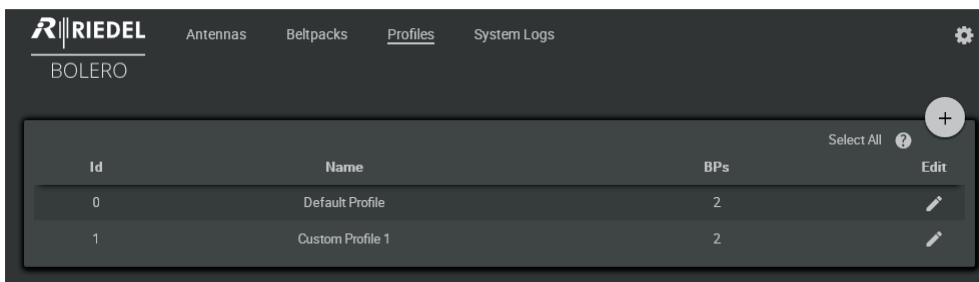 RIEDEL Antennas Beltpacks Profiles System Logs
BOLERO
+
Select All ?
Id Name BPs Edit
0 Default Profile 2
1 Custom Profile 1 2